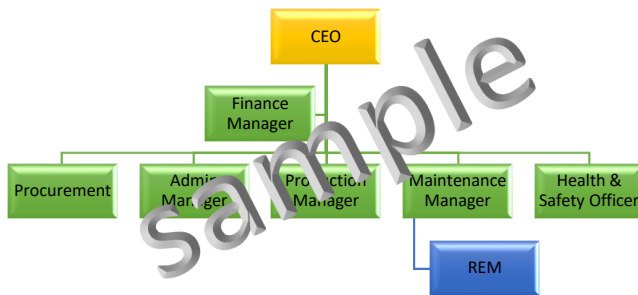 CEO
Finance
Manager
Procurement
Admin
Manager
Production
Manager
Maintenance
Manager
Health &
Safety Officer
REM
sample